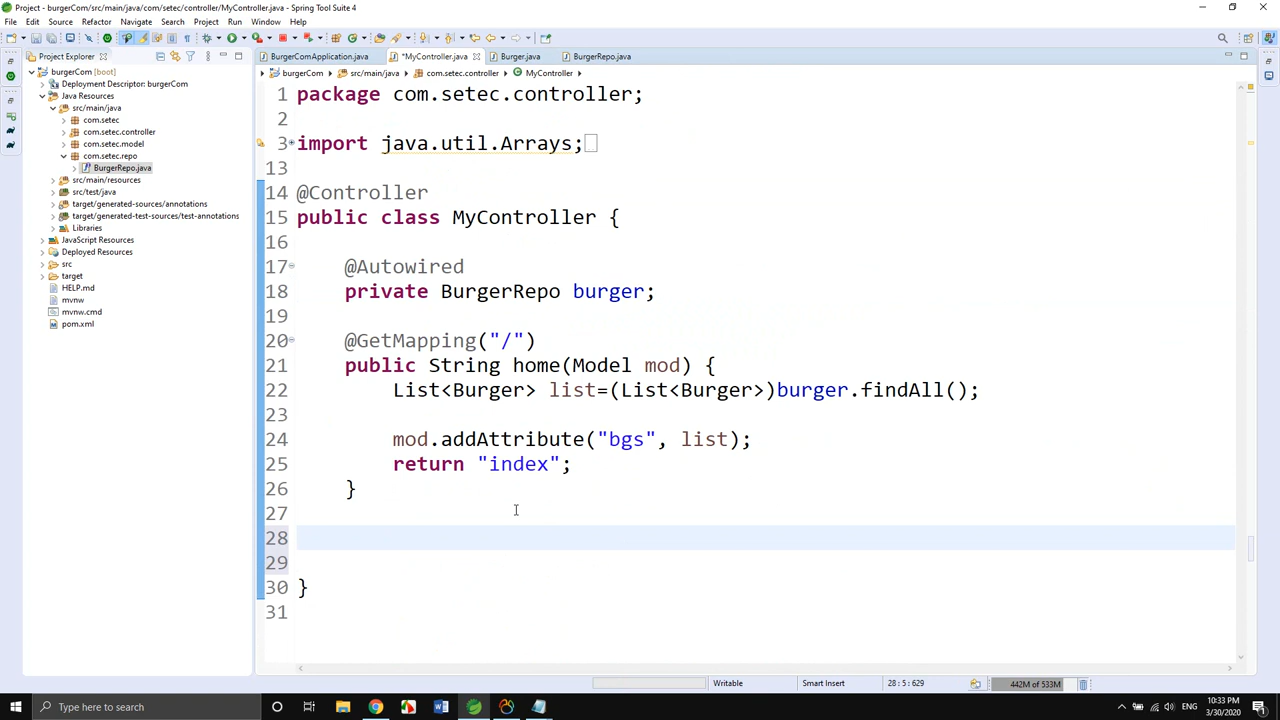 Project - burgerCom/src/main/java/com/setec/controller/MyController.java - Spring Tool Suite 4
File Edit Source Refactor Navigate Search Project Run Window Help
Project Explorer
BurgerComApplication.java *MyController.java Burger.java BurgerRepo.java
burgerCom src/main/java com.setec.controller MyController
burgerCom [boot]
Deployment Descriptor: burgerCom
Java Resources
src/main/java
com.setec
com.setec.controller
com.setec.model
com.setec.repo
BurgerRepo.java
src/main/resources
src/test/java
target/generated-sources/annotations
target/generated-test-sources/test-annotations
Libraries
JavaScript Resources
Deployed Resources
src
target
HELP.md
mvnw
mvnw.cmd
pom.xml
1 package com.setec.controller;
2
3 import java.util.Arrays;
13
14 @Controller
15 public class MyController {
16
17 @Autowired
18 private BurgerRepo burger;
19
20 @GetMapping("/")
21 public String home(Model mod) {
22 List<Burger> list=(List<Burger>)burger.findAll();
23
24 mod.addAttribute("bgs", list);
25 return "index";
26 }
27
28
29
30 }
31
Writable Smart Insert 28 : 5 : 629 442M of 533M
Type here to search
ENG
10:33 PM
3/30/2020